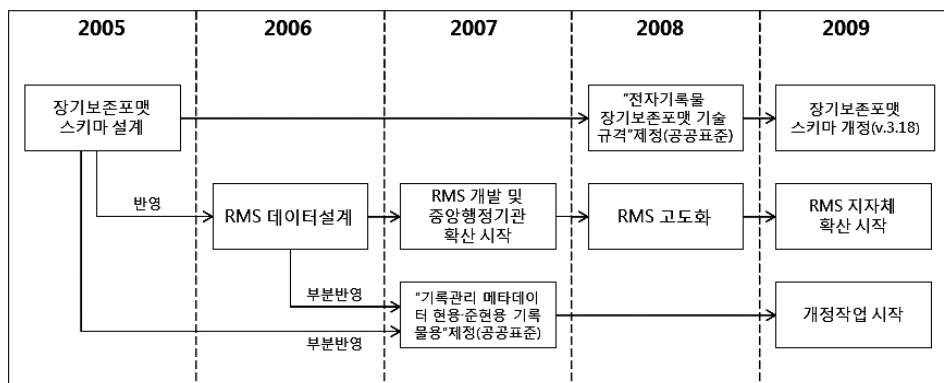 2005
2006
2007
2008
2009
장기보존포맷
스키마 설계
"전자기록물
장기보존포맷 기술
규격"제정(공공표준)
장기보존포맷
스키마 개정(v.3.18)
반영
RMS 데이터설계
RMS 개발 및
중앙행정기관
확산 시작
RMS 고도화
RMS 지자체
확산 시작
부분반영
"기록관리 메타데이
터 현용·준현용 기록
물용"제정(공공표준)
개정작업 시작
부분반영